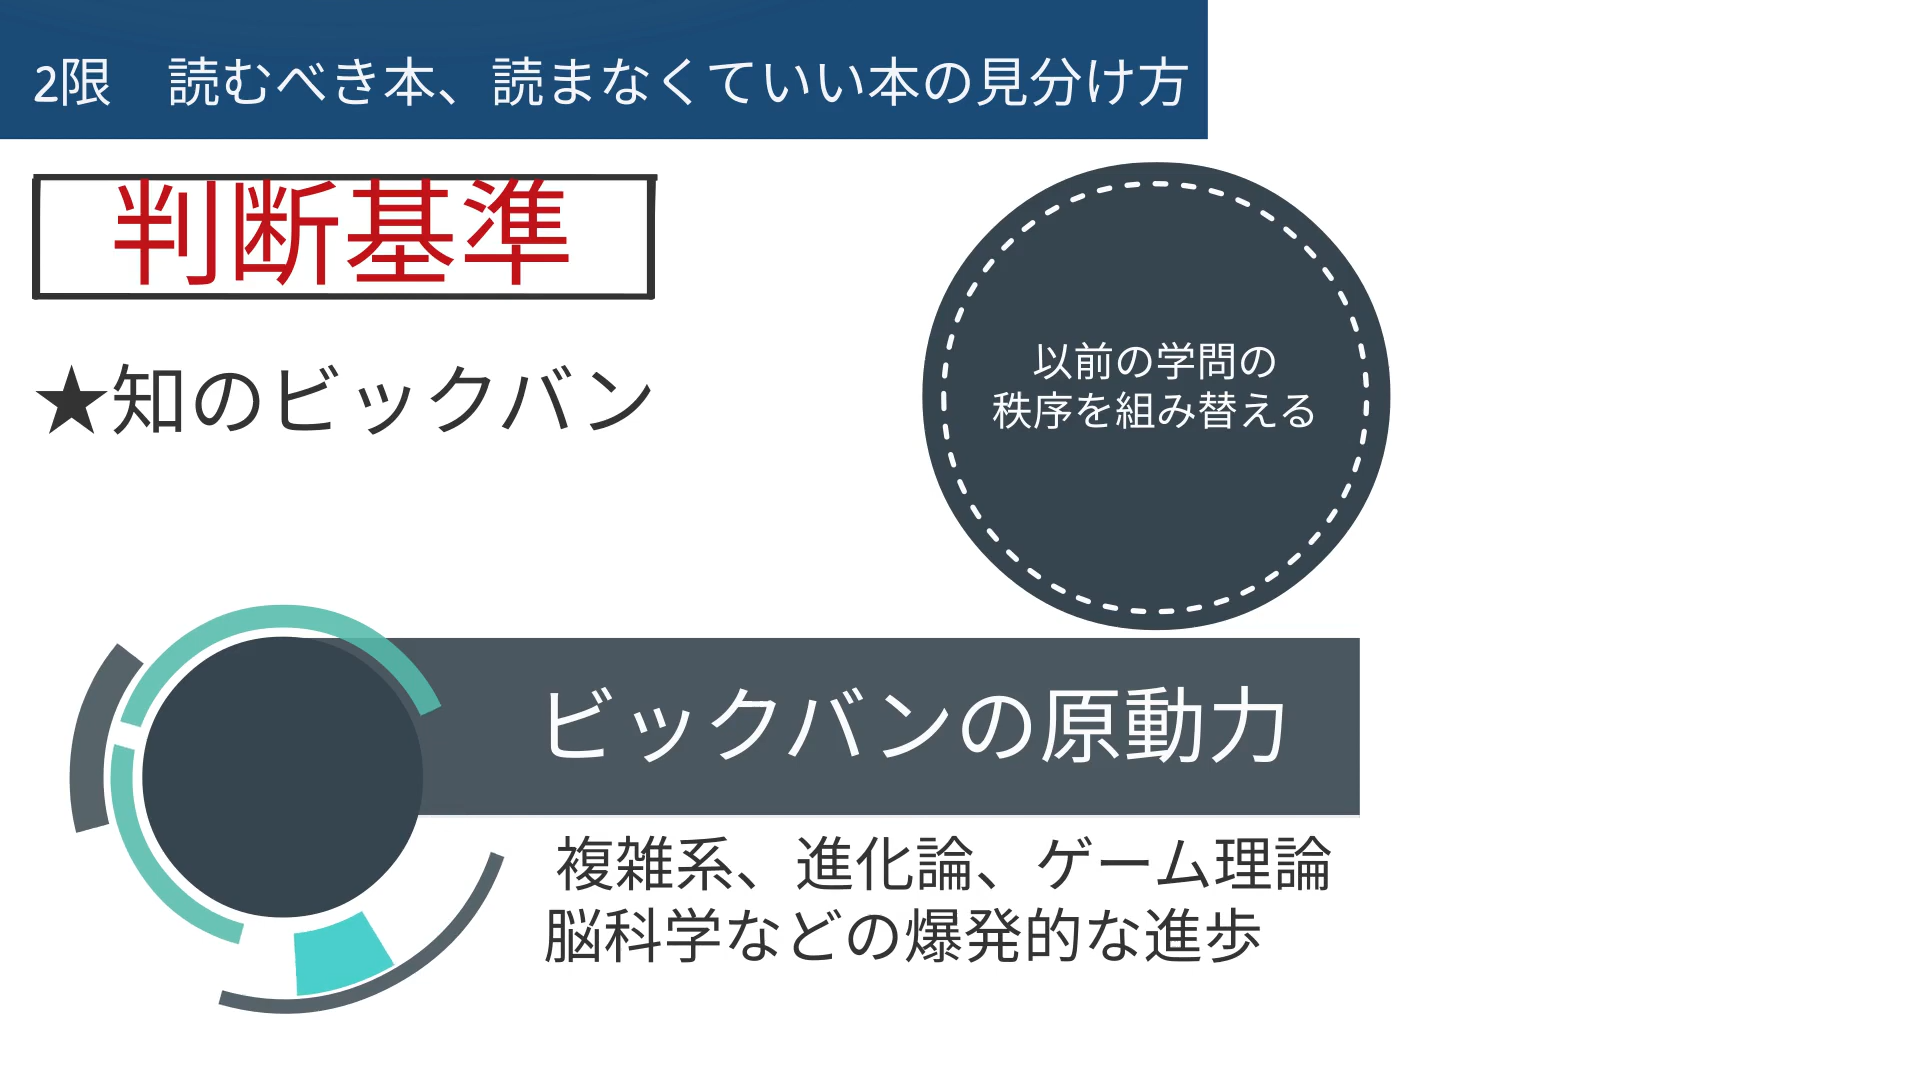 2限　読むべき本、読まなくていい本の見分け方
判断基準
★知のビックバン
以前の学問の
秩序を組み替える
ビックバンの原動力
複雑系、進化論、ゲーム理論
脳科学などの爆発的な進歩